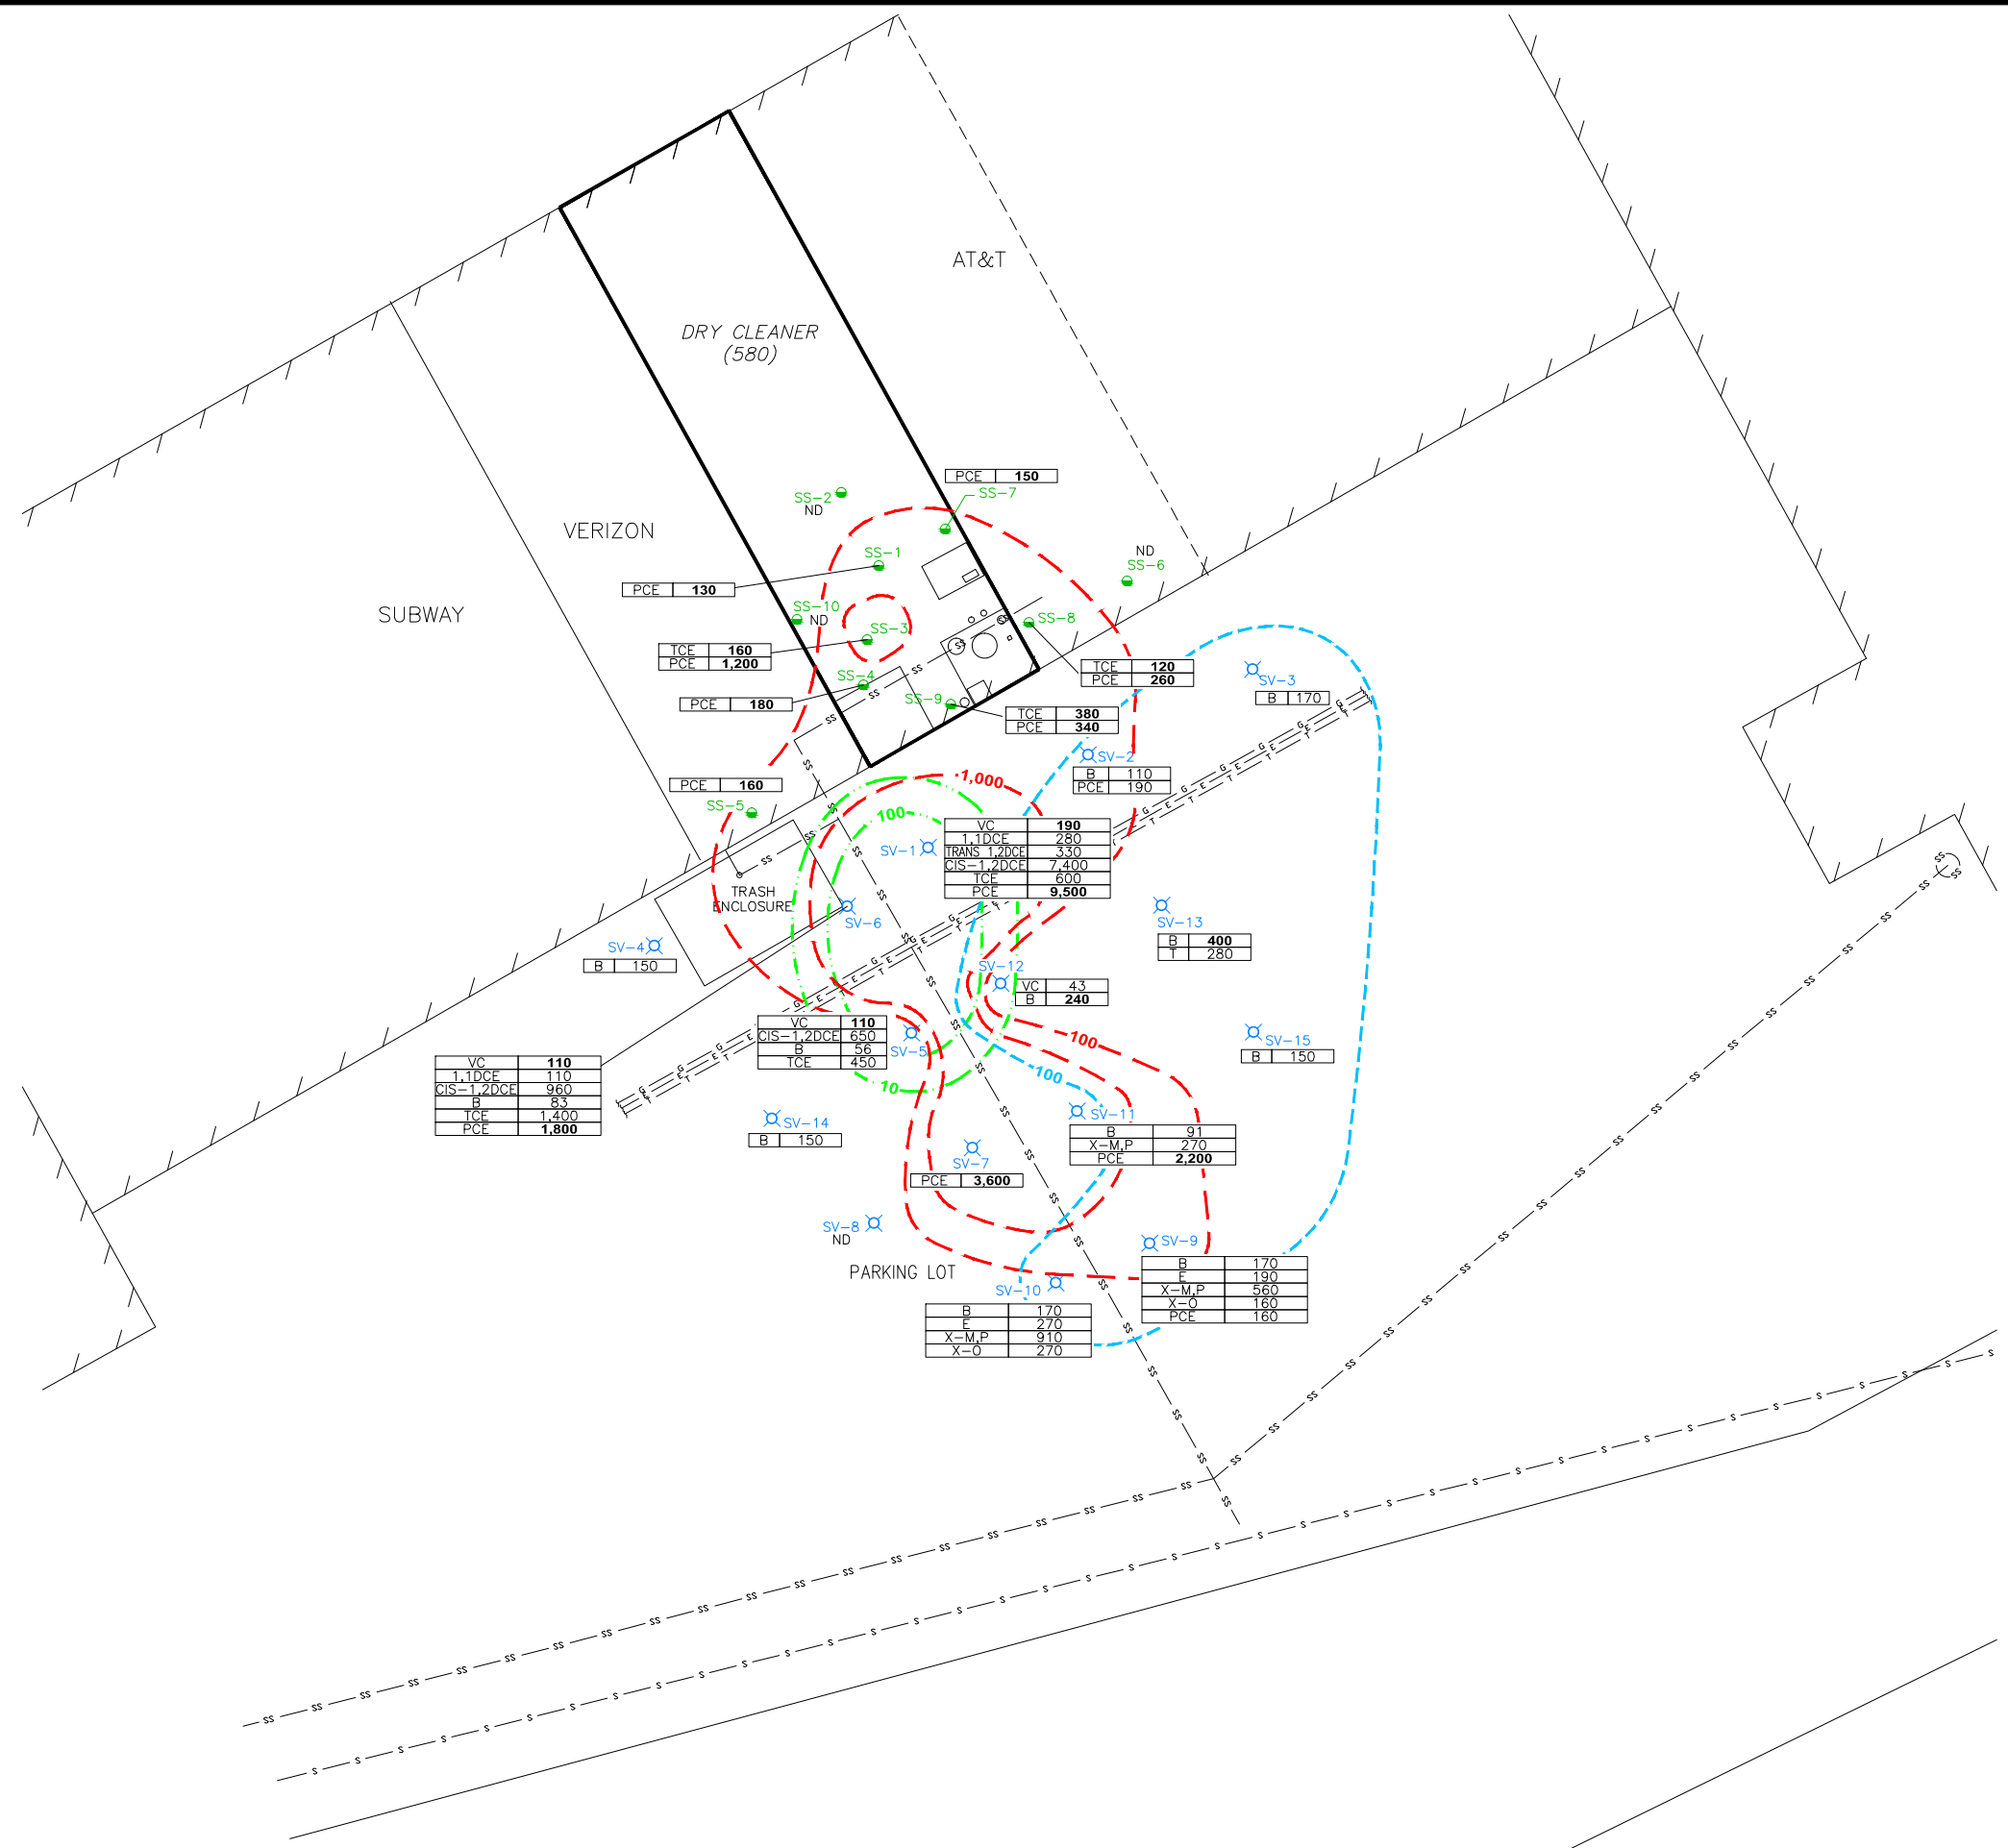 AT&T
DRY CLEANER
(580)
VERIZON
SUBWAY
PCE 150
SS-7
SS-2
ND
SS-1
PCE 130
ND
SS-6
SS-10
ND
SS-8
SS-3
TCE 160
PCE 1,200
TCE 120
PCE 260
SV-3
B 170
SS-4
PCE 180
SS-9
TCE 380
PCE 340
SV-2
B 110
PCE 190
PCE 160
SS-5
1,000
100
SV-1
VC 190
1,1DCE 280
TRANS 1,2DCE 330
CIS-1,2DCE 7,400
TCE 600
PCE 9,500
TRASH
ENCLOSURE
SV-6
SV-13
B 400
T 280
SV-4
B 150
SV-12
VC 43
B 240
VC 110
CIS-1,2DCE 650
B 56
TCE 450
SV-5
100
SV-15
B 150
VC 110
1,1DCE 110
CIS-1,2DCE 960
B 83
TCE 1,400
PCE 1,800
10
100
SV-14
B 150
SV-11
B 91
X-M,P 270
PCE 2,200
SV-7
PCE 3,600
SV-8
ND
PARKING LOT
SV-9
B 170
E 190
X-M,P 560
X-O 160
PCE 160
SV-10
B 170
E 270
X-M,P 910
X-O 270